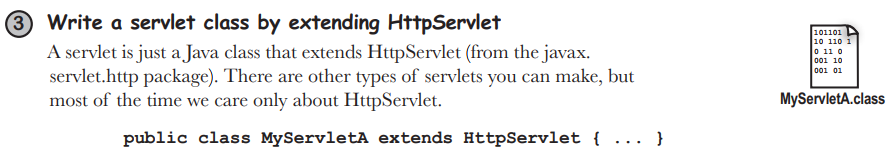 3 Write a servlet class by extending HttpServlet
A servlet is just a Java class that extends HttpServlet (from the javax.
servlet.http package). There are other types of servlets you can make, but
most of the time we care only about HttpServlet.
public class MyServletA extends HttpServlet { ... }
101101
10 110 1
0 11 0
001 10
001 01
MyServletA.class